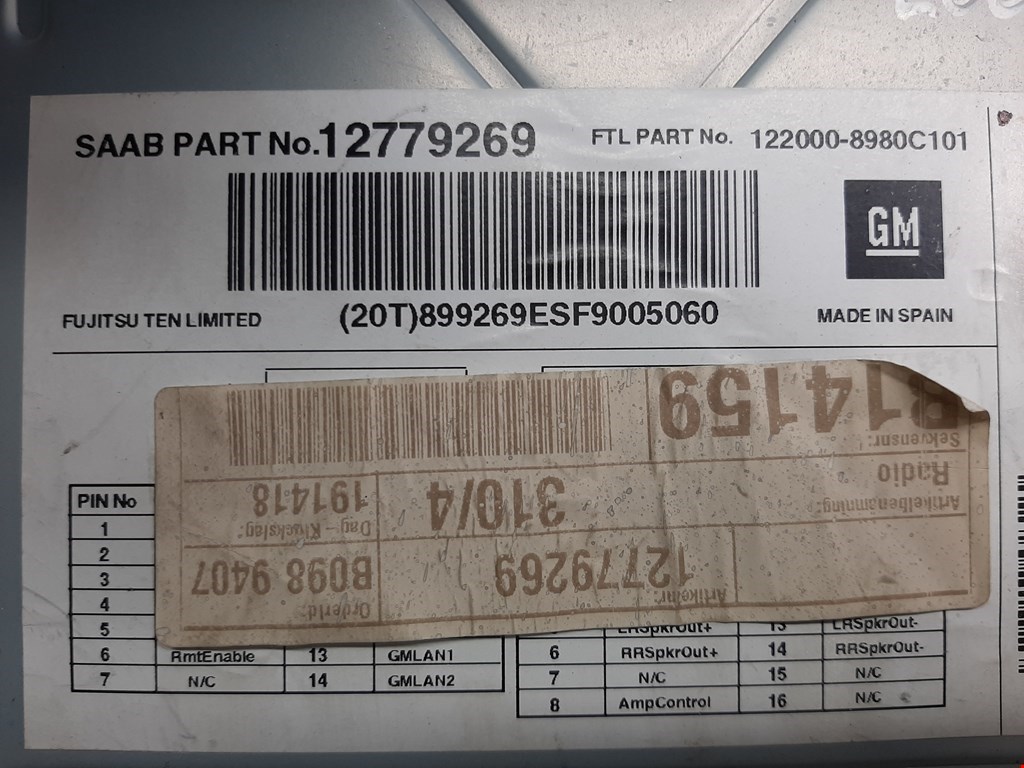 SAAB PART No.12779269
FTL PART No. 122000-8980C101
GM
FUJITSU TEN LIMITED
(20T)899269ESF9005060
MADE IN SPAIN
PIN No
1
2
3
4
5
6 RmtEnable 13 GMLAN1
7 N/C 14 GMLAN2
LRSpkrOut+ 13 LRSpkrOut-
6 RRSpkrOut+ 14 RRSpkrOut-
7 N/C 15 N/C
8 AmpControl 16 N/C
Artikelnr:
12779269
OrderId:
B098 9407
Artikelbenämning:
Radio
310/4
Dag - Klockslag:
191418
Sekvensnr:
814159